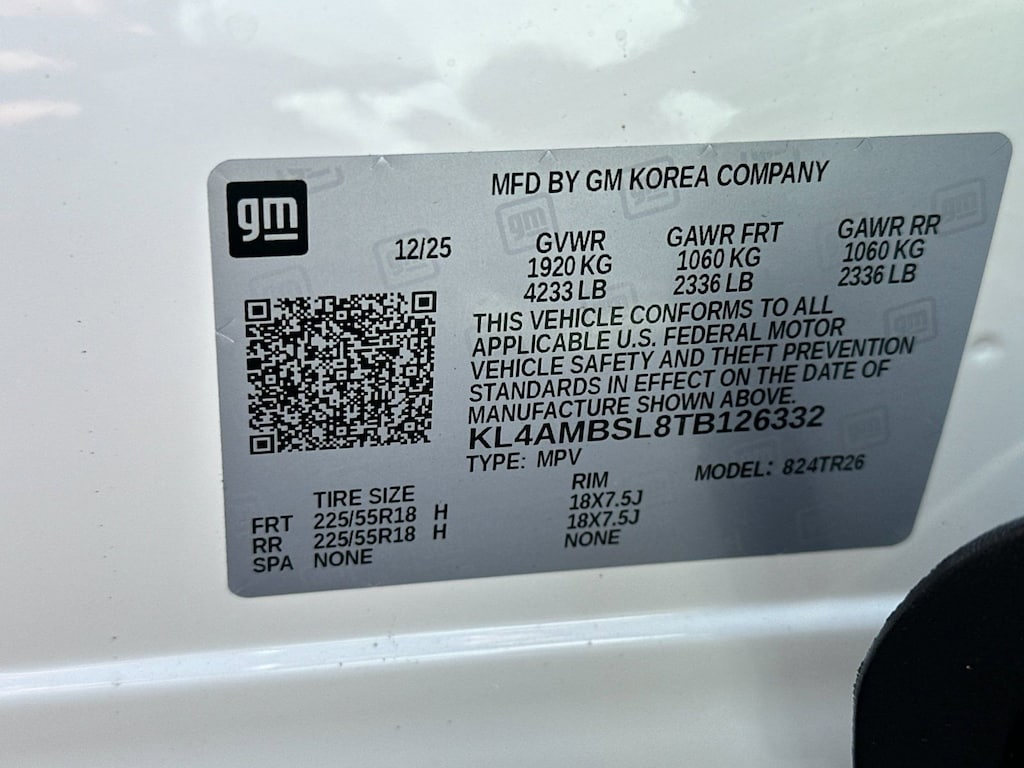 gm
MFD BY GM KOREA COMPANY
12/25 GVWR GAWR FRT GAWR RR
1920 KG 1060 KG 1060 KG
4233 LB 2336 LB 2336 LB
THIS VEHICLE CONFORMS TO ALL
APPLICABLE U.S. FEDERAL MOTOR
VEHICLE SAFETY AND THEFT PREVENTION
STANDARDS IN EFFECT ON THE DATE OF
MANUFACTURE SHOWN ABOVE.
KL4AMBSL8TB126332
TYPE: MPV MODEL: 824TR26
TIRE SIZE RIM
FRT 225/55R18 H 18X7.5J
RR 225/55R18 H 18X7.5J
SPA NONE NONE